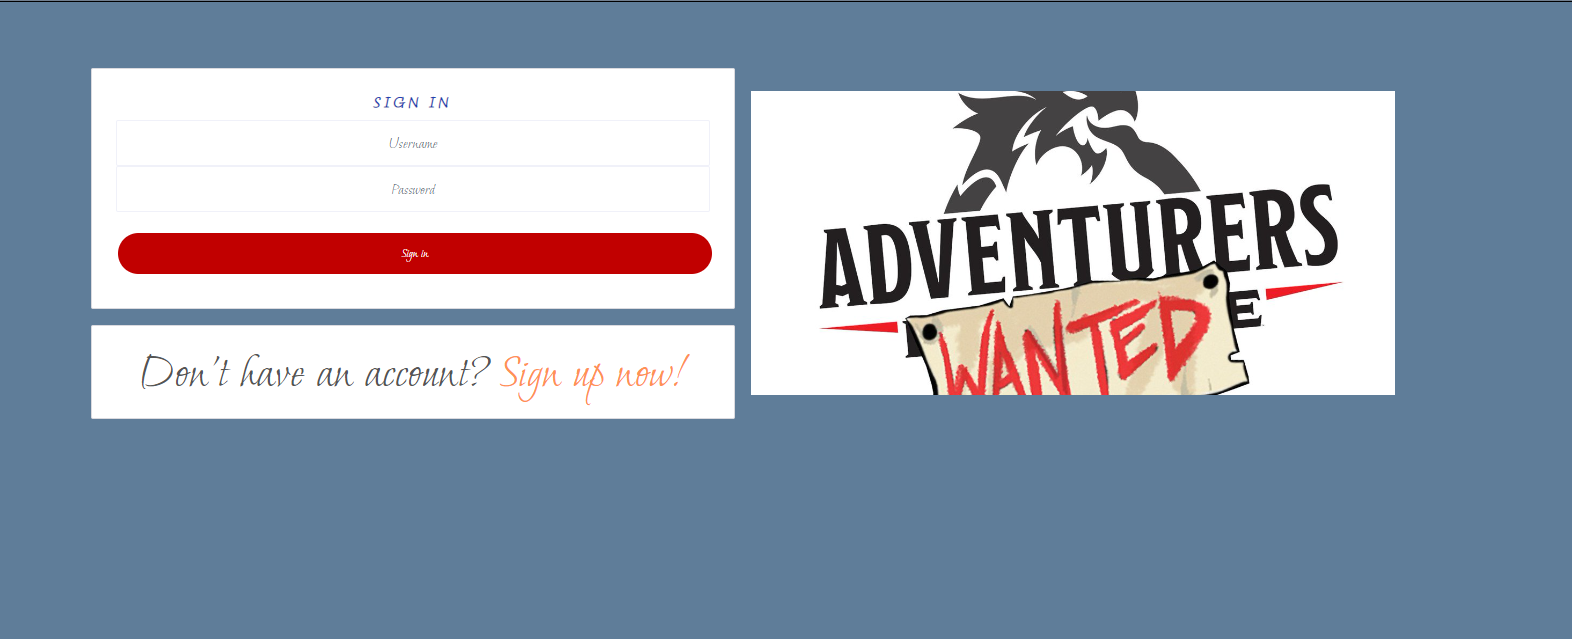 SIGN IN
Username
Password
Sign in
Don't have an account? Sign up now!
ADVENTURERS
WANTED